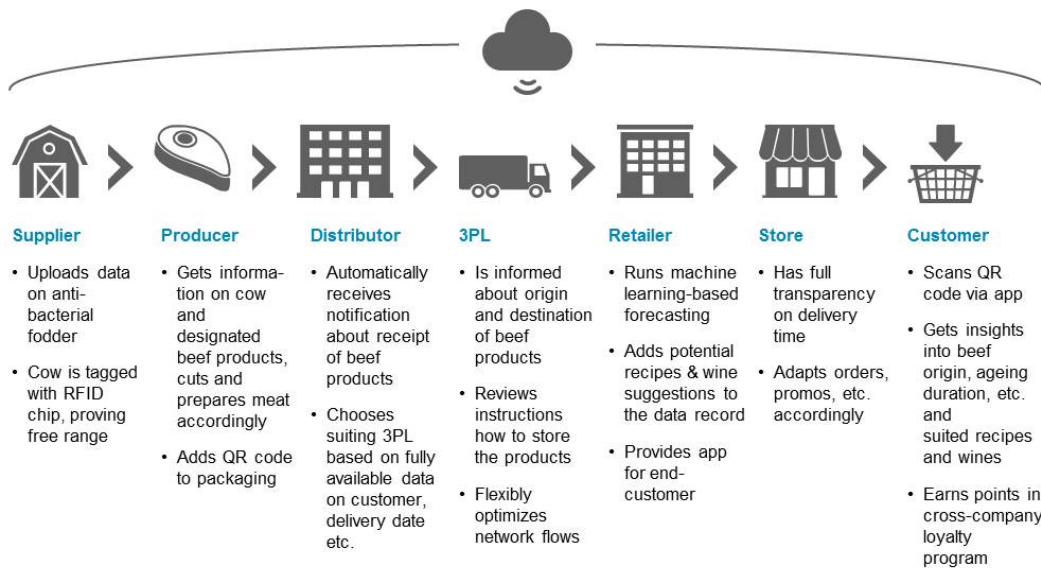 Supplier
• Uploads data
on anti-
bacterial
fodder
• Cow is tagged
with RFID
chip, proving
free range
Producer
• Gets informa-
tion on cow
and
designated
beef products,
cuts and
prepares meat
accordingly
• Adds QR code
to packaging
Distributor
• Automatically
receives
notification
about receipt
of beef
products
• Chooses
suiting 3PL
based on fully
available data
on customer,
delivery date
etc.
3PL
• Is informed
about origin
and destination
of beef
products
• Reviews
instructions
how to store
the products
• Flexibly
optimizes
network flows
Retailer
• Runs machine
learning-based
forecasting
• Adds potential
recipes & wine
suggestions to
the data record
• Provides app
for end-
customer
Store
• Has full
transparency
on delivery
time
• Adapts orders,
promos, etc.
accordingly
Customer
• Scans QR
code via app
• Gets insights
into beef
origin, ageing
duration, etc.
and
suited recipes
and wines
• Earns points in
cross-company
loyalty
program